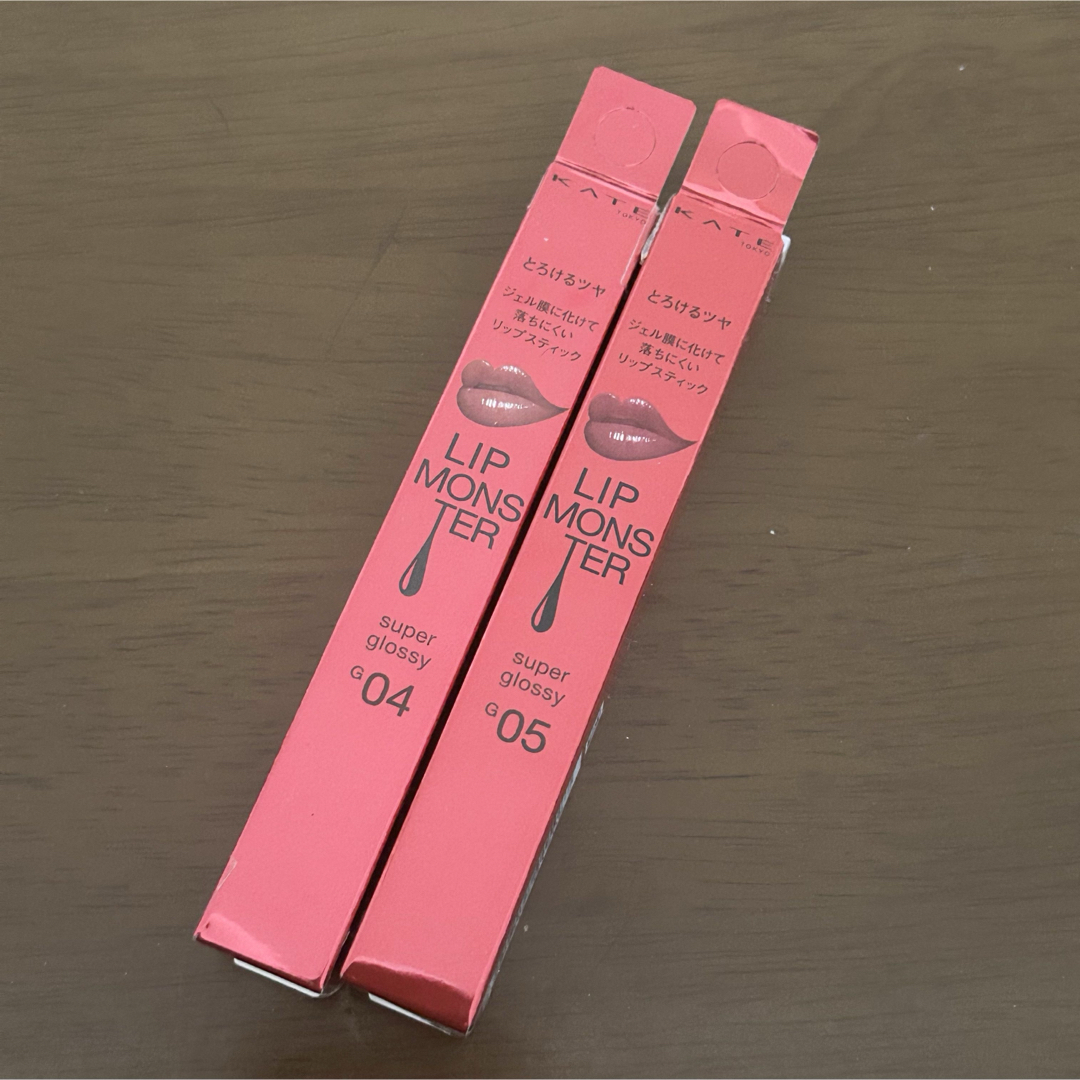 KATE
TOKYO
とろけるツヤ
ジェル膜に化けて
落ちにくい
リップスティック
LIP
MONS
TER
super
glossy
G04
KATE
TOKYO
とろけるツヤ
ジェル膜に化けて
落ちにくい
リップスティック
LIP
MONS
TER
super
glossy
G05